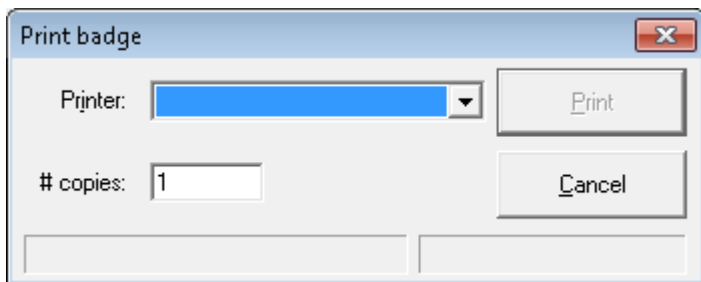 Print badge
Printer:
Print
# copies: 1
Cancel